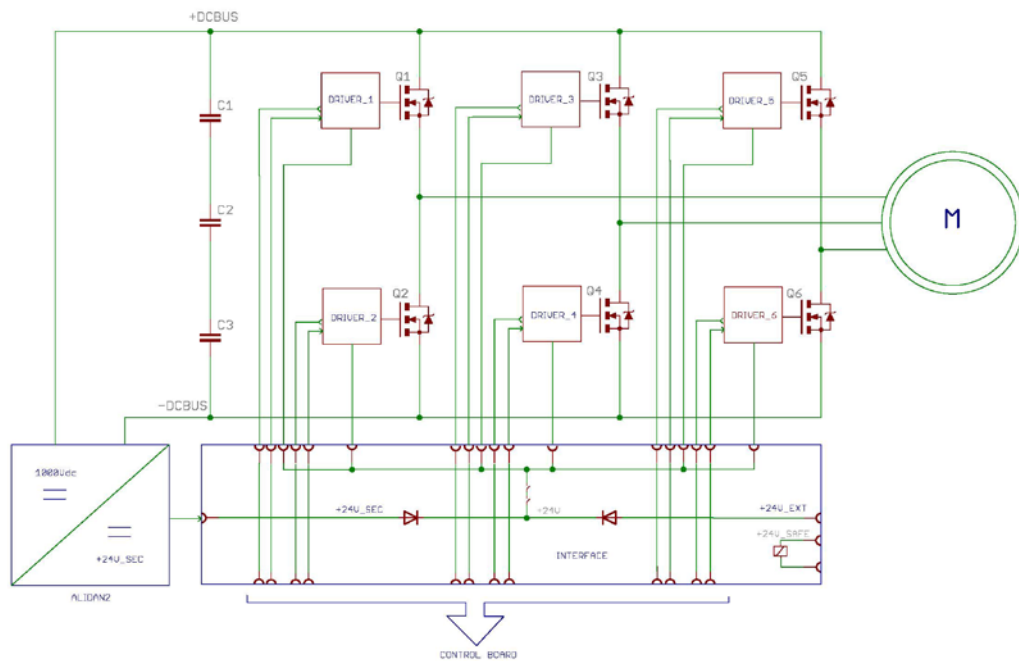 +DCBUS
Q1
Q3
Q5
DRIVER_1
DRIVER_3
DRIVER_5
C1
C2
M
Q2
Q4
Q6
DRIVER_2
DRIVER_4
DRIVER_6
C3
-DCBUS
1000Vdc
+24V_SEC
+24V_SEC
+24V
+24V_EXT
+24V_SAFE
INTERFACE
ALIDAN2
CONTROL BOARD